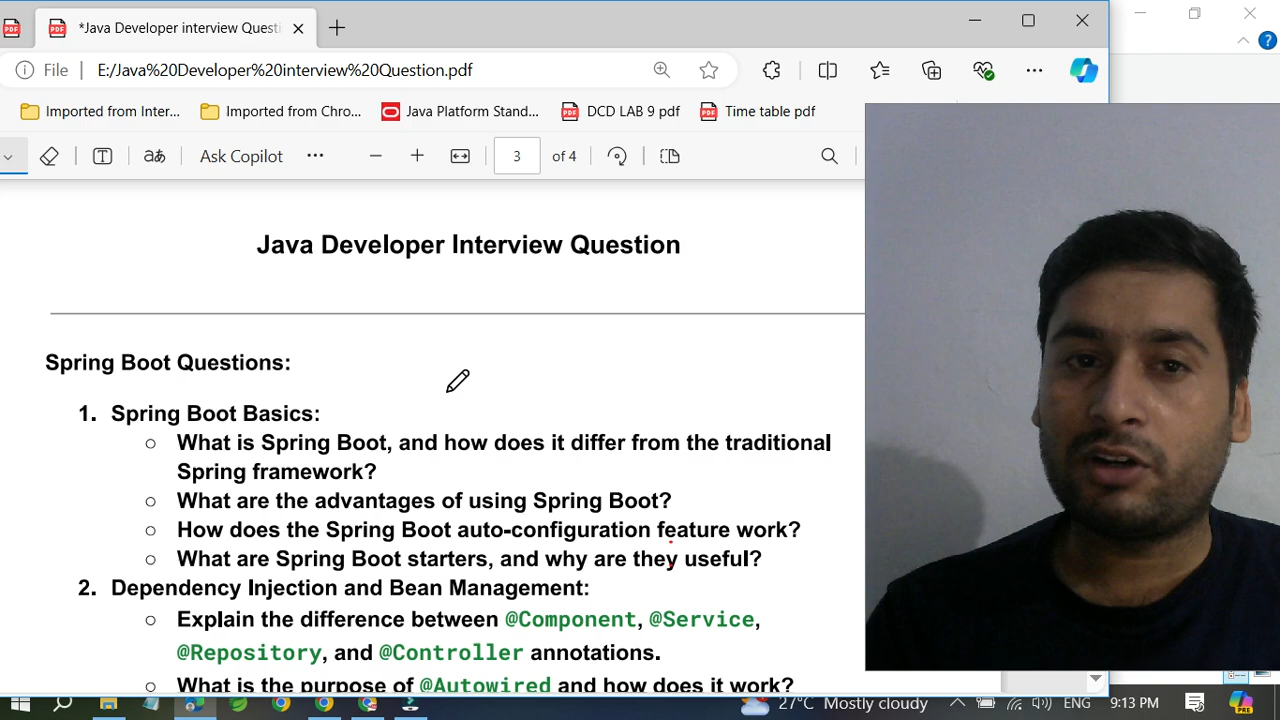 *Java Developer interview Questi
File
E:/Java%20Developer%20interview%20Question.pdf
Imported from Inter...
Imported from Chro...
Java Platform Stand...
DCD LAB 9 pdf
Time table pdf
Ask Copilot
3
of 4
Java Developer Interview Question
Spring Boot Questions:
1. Spring Boot Basics:
○ What is Spring Boot, and how does it differ from the traditional
Spring framework?
○ What are the advantages of using Spring Boot?
○ How does the Spring Boot auto-configuration feature work?
○ What are Spring Boot starters, and why are they useful?
2. Dependency Injection and Bean Management:
○ Explain the difference between @Component, @Service,
@Repository, and @Controller annotations.
○ What is the purpose of @Autowired and how does it work?
27°C Mostly cloudy
ENG
9:13 PM
PRE